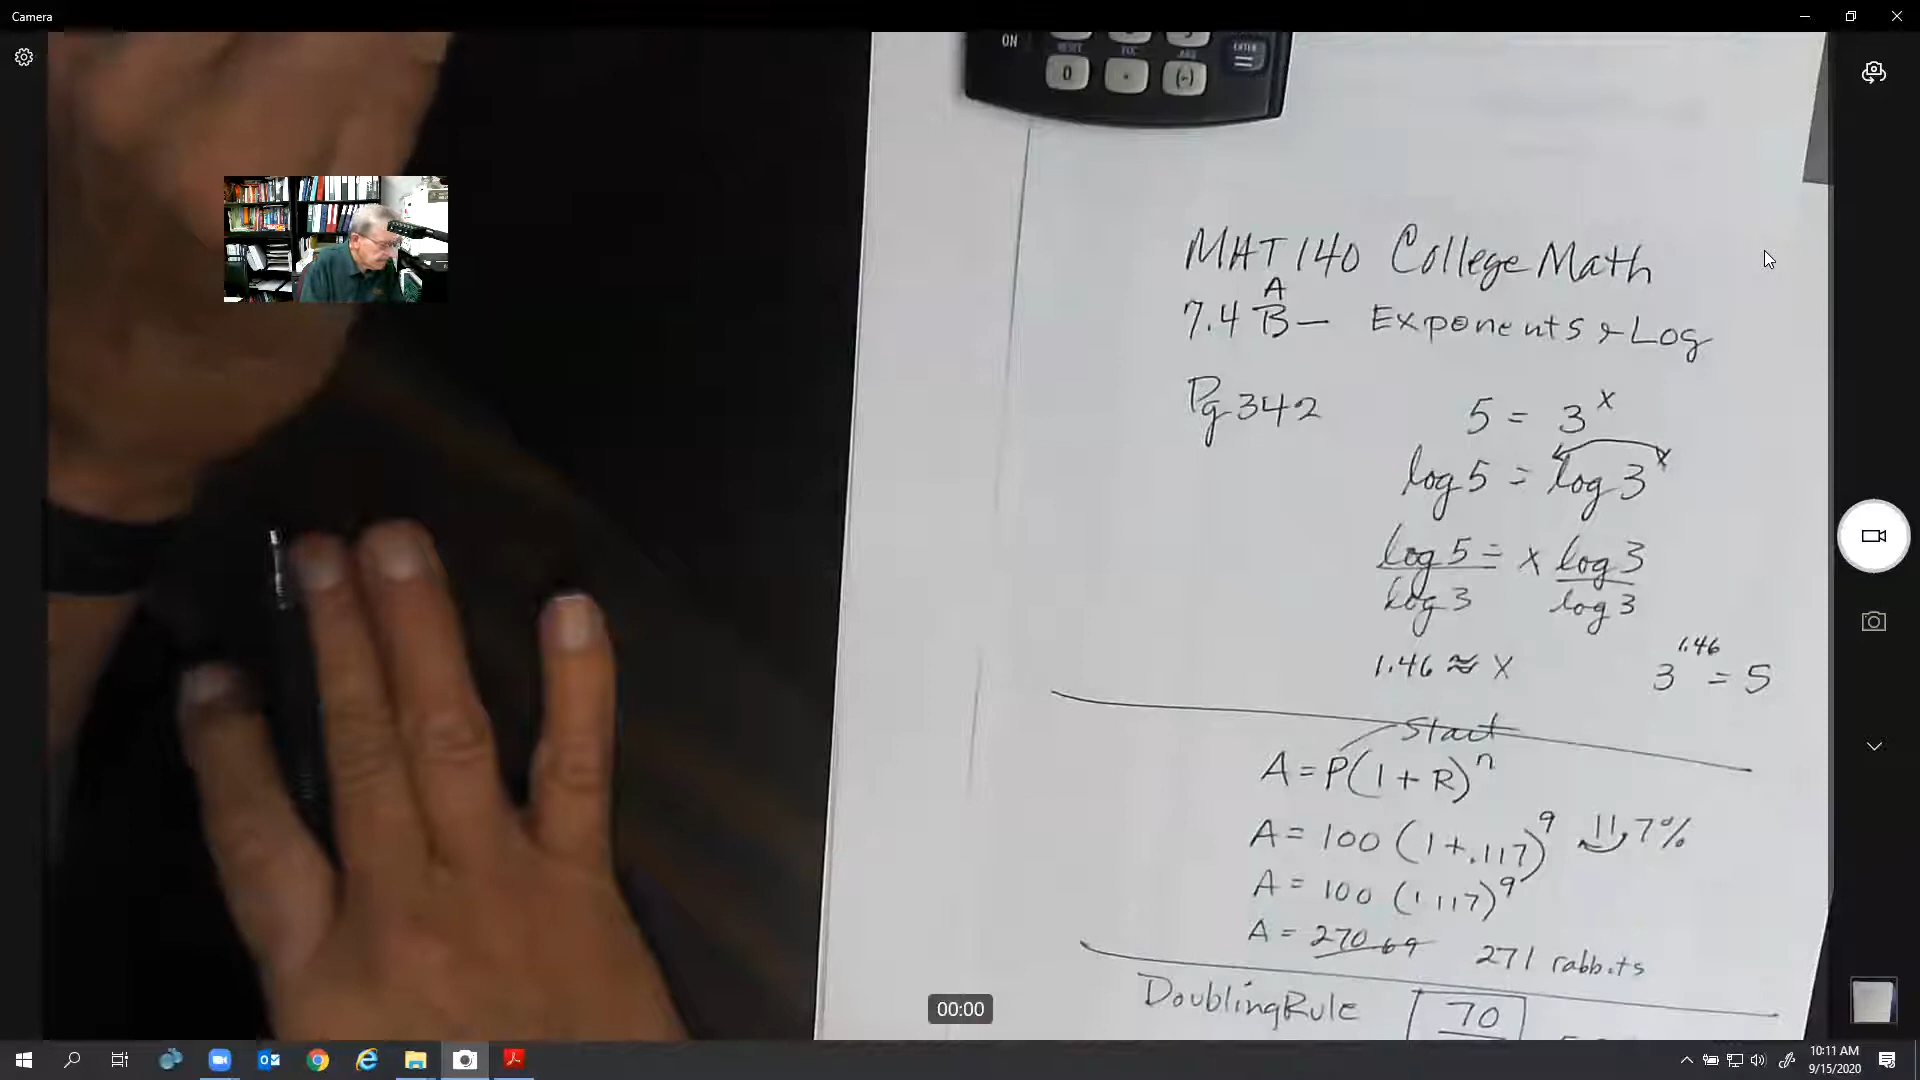 Camera
ON
RESET
ENTER
0 . (-)
MAT 140 College Math
A
7.4 B — Exponents & Log
Pg 342
5 = 3^x
log 5 = log 3^x
log 5 = x log 3
log 3 log 3
1.46 ≈ x 3^1.46 = 5
Start
A = P(1 + R)^n
A = 100 (1 + .117)^9 11.7%
A = 100 (1.117)^9
A = 270.69 271 rabbits
Doubling Rule 70
00:00
10:11 AM
9/15/2020